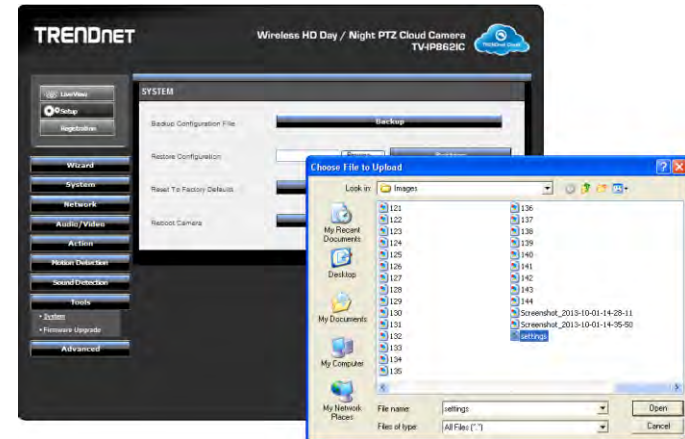 TRENDNET
Wireless HD Day / Night PTZ Cloud Camera
TV-IP862IC
TRENDnet Cloud
LiveView
Setup
Registration
Wizard
System
Network
Audio/Video
Action
Motion Detection
Sound Detection
Tools
• System
• Firmware Upgrade
Advanced
SYSTEM
Backup Configuration File
Backup
Restore Configuration
Reset To Factory Defaults
Reboot Camera
Choose File to Upload
Look in:
Images
My Recent
Documents
Desktop
My Documents
My Computer
My Network
Places
121
122
123
124
125
126
127
128
129
130
131
132
133
134
135
136
137
138
139
140
141
142
143
144
Screenshot_2013-10-01-14-28-11
Screenshot_2013-10-01-14-35-50
settings
File name:
settings
Open
Files of type:
All Files (*.*)
Cancel